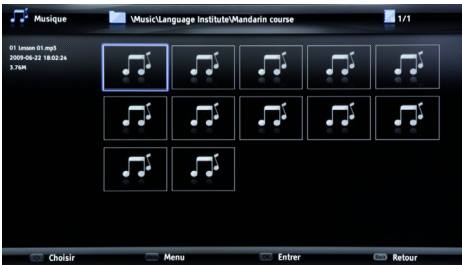 Musique
\Music\Language Institute\Mandarin course
1/1
01 Lesson 01.mp3
2009-06-22 18:02:24
3.76M
Choisir
Menu
Entrer
Retour